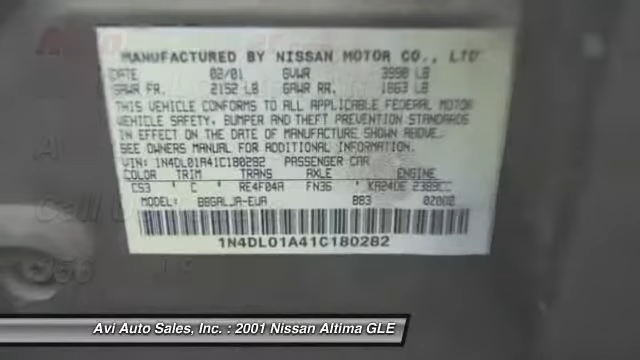 MANUFACTURED BY NISSAN MOTOR CO., LTD
DATE 02/01 GVWR 3990 LB
GAWR FR. 2152 LB GAWR RR. 1863 LB
THIS VEHICLE CONFORMS TO ALL APPLICABLE FEDERAL MOTOR
VEHICLE SAFETY, BUMPER AND THEFT PREVENTION STANDARDS
IN EFFECT ON THE DATE OF MANUFACTURE SHOWN ABOVE.
SEE OWNERS MANUAL FOR ADDITIONAL INFORMATION.
VIN: 1N4DL01A41C180282 PASSENGER CAR
COLOR TRIM TRANS AXLE ENGINE
CS3 C RE4F04A FN36 KA24DE 2389CC
MODEL: BBGALJA-EUA BB3
1N4DL01A41C180282
Avi Auto Sales, Inc. : 2001 Nissan Altima GLE